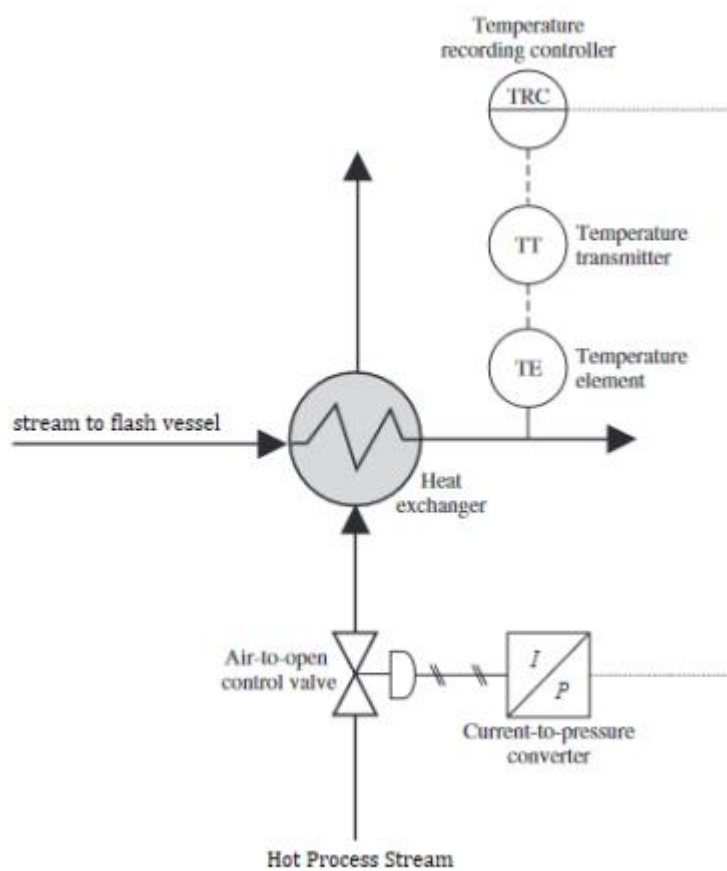 Temperature
recording controller
TRC
TT
Temperature
transmitter
TE
Temperature
element
stream to flash vessel
Heat
exchanger
Air-to-open
control valve
I
P
Current-to-pressure
converter
Hot Process Stream